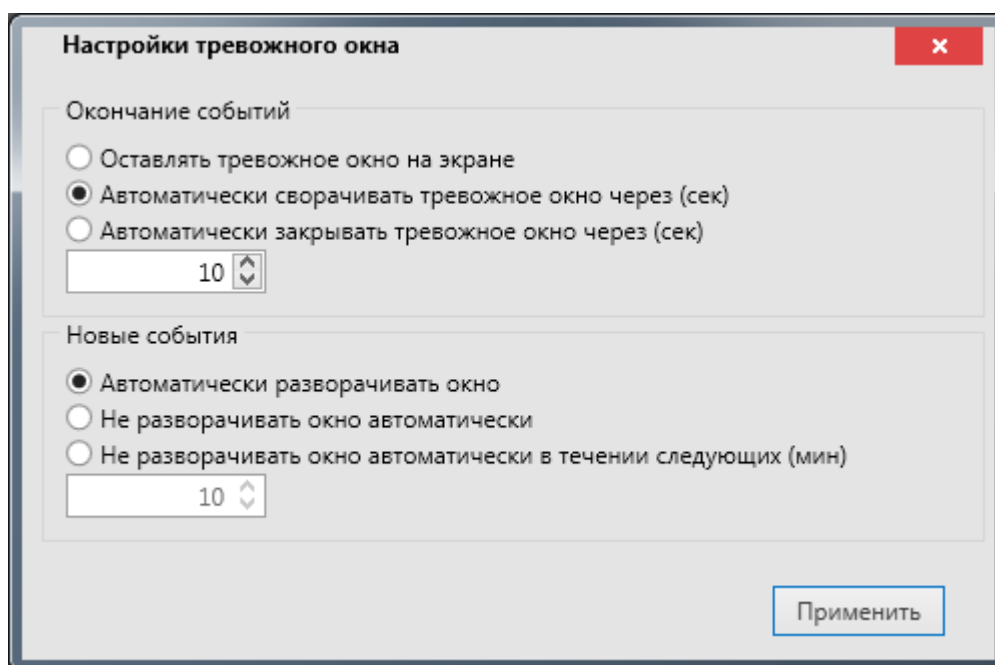 Настройки тревожного окна
Окончание событий
Оставлять тревожное окно на экране
Автоматически сворачивать тревожное окно через (сек)
Автоматически закрывать тревожное окно через (сек)
10
Новые события
Автоматически разворачивать окно
Не разворачивать окно автоматически
Не разворачивать окно автоматически в течении следующих (мин)
10
Применить